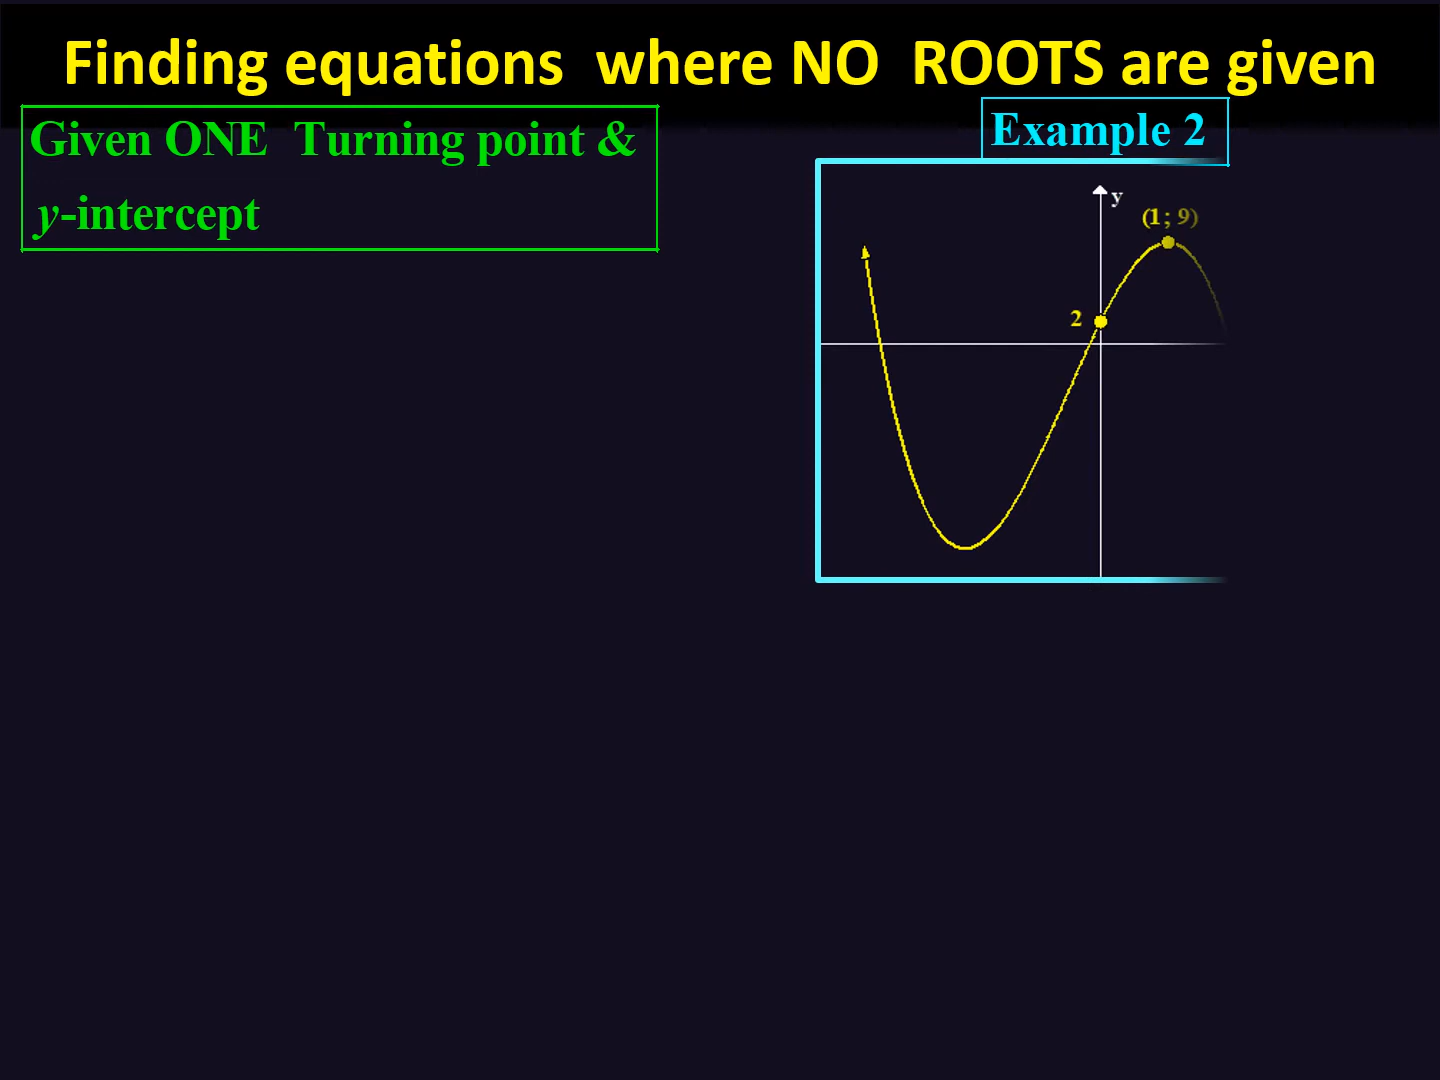 Finding equations where NO ROOTS are given
Given ONE Turning point &
y-intercept
Example 2
y
(1; 9)
2